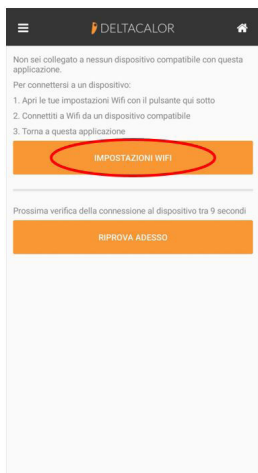 DELTACALOR
Non sei collegato a nessun dispositivo compatibile con questa
applicazione.
Per connettersi a un dispositivo:
1. Apri le tue impostazioni Wifi con il pulsante qui sotto
2. Connettiti a Wifi da un dispositivo compatibile
3. Torna a questa applicazione
IMPOSTAZIONI WIFI
Prossima verifica della connessione al dispositivo tra 9 secondi
RIPROVA ADESSO